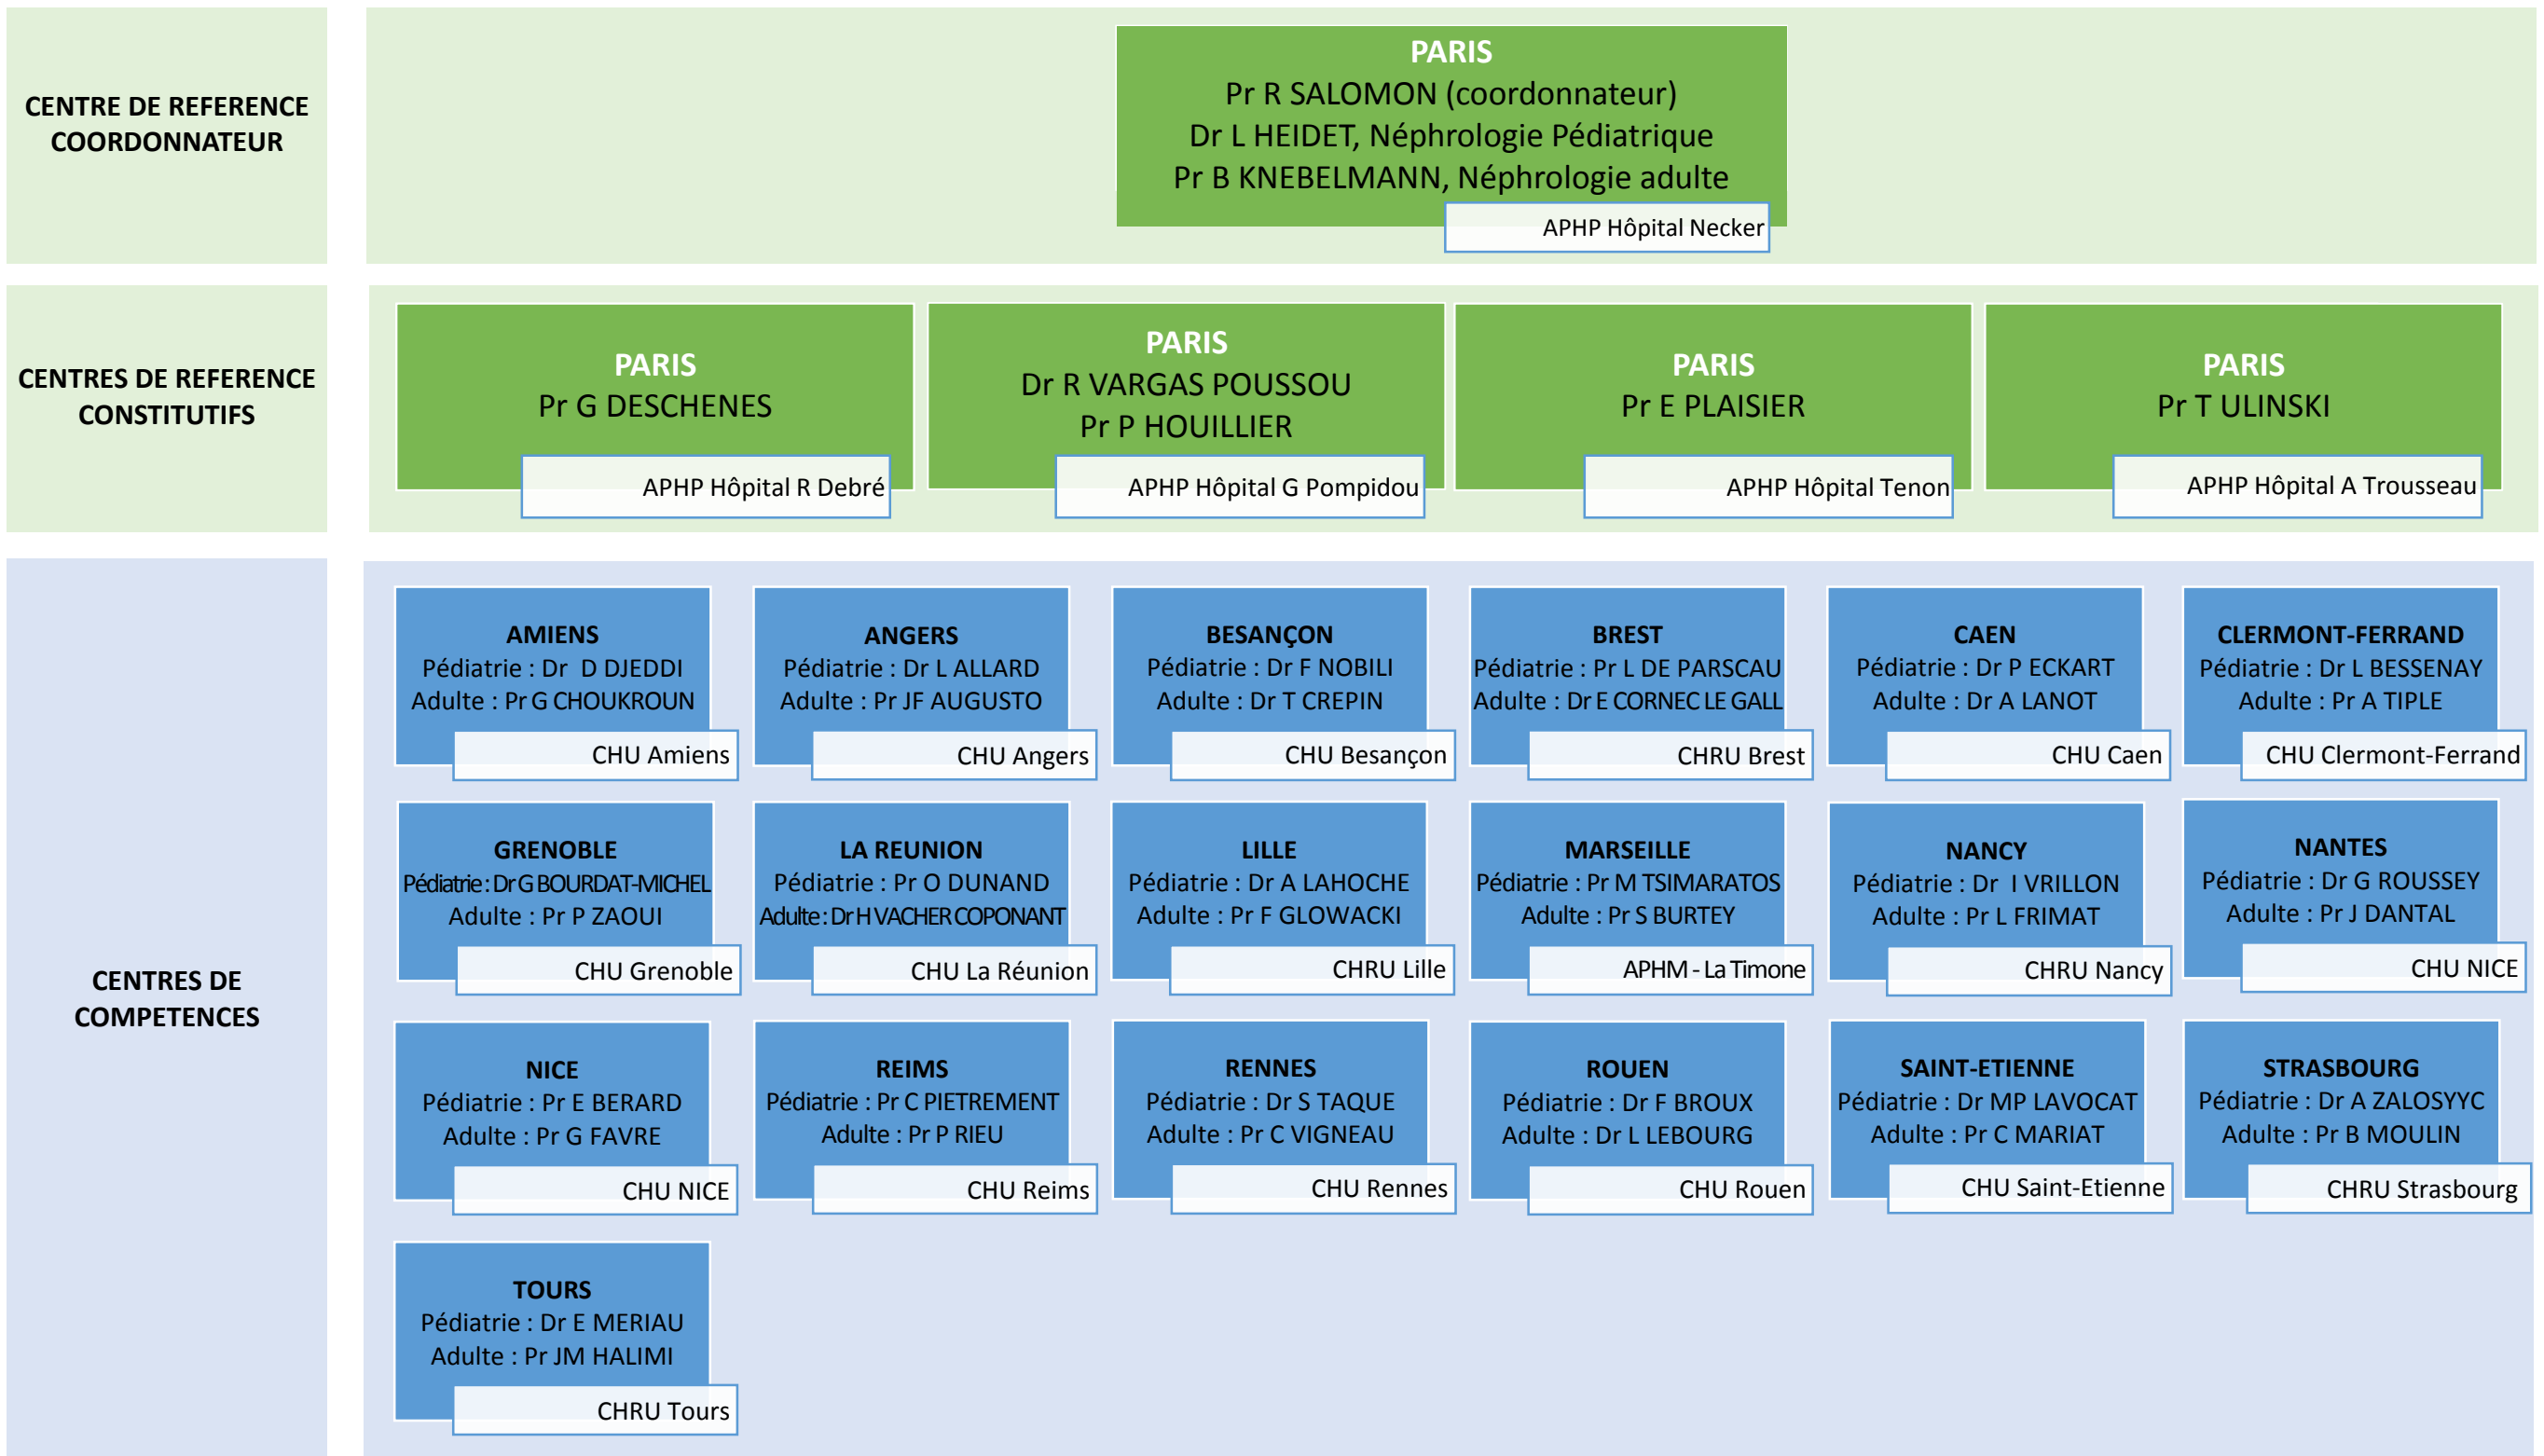 CENTRE DE REFERENCE
COORDONNATEUR
PARIS
Pr R SALOMON (coordonnateur)
Dr L HEIDET, Néphrologie Pédiatrique
Pr B KNEBELMANN, Néphrologie adulte
APHP Hôpital Necker
CENTRES DE REFERENCE
CONSTITUTIFS
PARIS
Pr G DESCHENES
APHP Hôpital R Debré
PARIS
Dr R VARGAS POUSSOU
Pr P HOUILLIER
APHP Hôpital G Pompidou
PARIS
Pr E PLAISIER
APHP Hôpital Tenon
PARIS
Pr T ULINSKI
APHP Hôpital A Trousseau
CENTRES DE
COMPETENCES
AMIENS
Pédiatrie : Dr D DJEDDI
Adulte : Pr G CHOUKROUN
CHU Amiens
ANGERS
Pédiatrie : Dr L ALLARD
Adulte : Pr JF AUGUSTO
CHU Angers
BESANÇON
Pédiatrie : Dr F NOBILI
Adulte : Dr T CREPIN
CHU Besançon
BREST
Pédiatrie : Pr L DE PARSCAU
Adulte : Dr E CORNEC LE GALL
CHRU Brest
CAEN
Pédiatrie : Dr P ECKART
Adulte : Dr A LANOT
CHU Caen
CLERMONT-FERRAND
Pédiatrie : Dr L BESSENAY
Adulte : Pr A TIPLE
CHU Clermont-Ferrand
GRENOBLE
Pédiatrie : Dr G BOURDAT-MICHEL
Adulte : Pr P ZAOUI
CHU Grenoble
LA REUNION
Pédiatrie : Pr O DUNAND
Adulte : Dr H VACHER COPONANT
CHU La Réunion
LILLE
Pédiatrie : Dr A LAHOCHE
Adulte : Pr F GLOWACKI
CHRU Lille
MARSEILLE
Pédiatrie : Pr M TSIMARATOS
Adulte : Pr S BURTEY
APHM - La Timone
NANCY
Pédiatrie : Dr I VRILLON
Adulte : Pr L FRIMAT
CHRU Nancy
NANTES
Pédiatrie : Dr G ROUSSEY
Adulte : Pr J DANTAL
CHU NICE
NICE
Pédiatrie : Pr E BERARD
Adulte : Pr G FAVRE
CHU NICE
REIMS
Pédiatrie : Pr C PIETREMENT
Adulte : Pr P RIEU
CHU Reims
RENNES
Pédiatrie : Dr S TAQUE
Adulte : Pr C VIGNEAU
CHU Rennes
ROUEN
Pédiatrie : Dr F BROUX
Adulte : Dr L LEBOURG
CHU Rouen
SAINT-ETIENNE
Pédiatrie : Dr MP LAVOCAT
Adulte : Pr C MARIAT
CHU Saint-Etienne
STRASBOURG
Pédiatrie : Dr A ZALOSYYC
Adulte : Pr B MOULIN
CHRU Strasbourg
TOURS
Pédiatrie : Dr E MERIAU
Adulte : Pr JM HALIMI
CHRU Tours